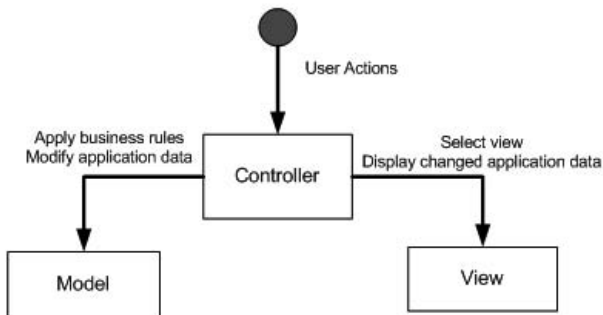 User Actions
Apply business rules
Modify application data
Controller
Select view
Display changed application data
Model
View